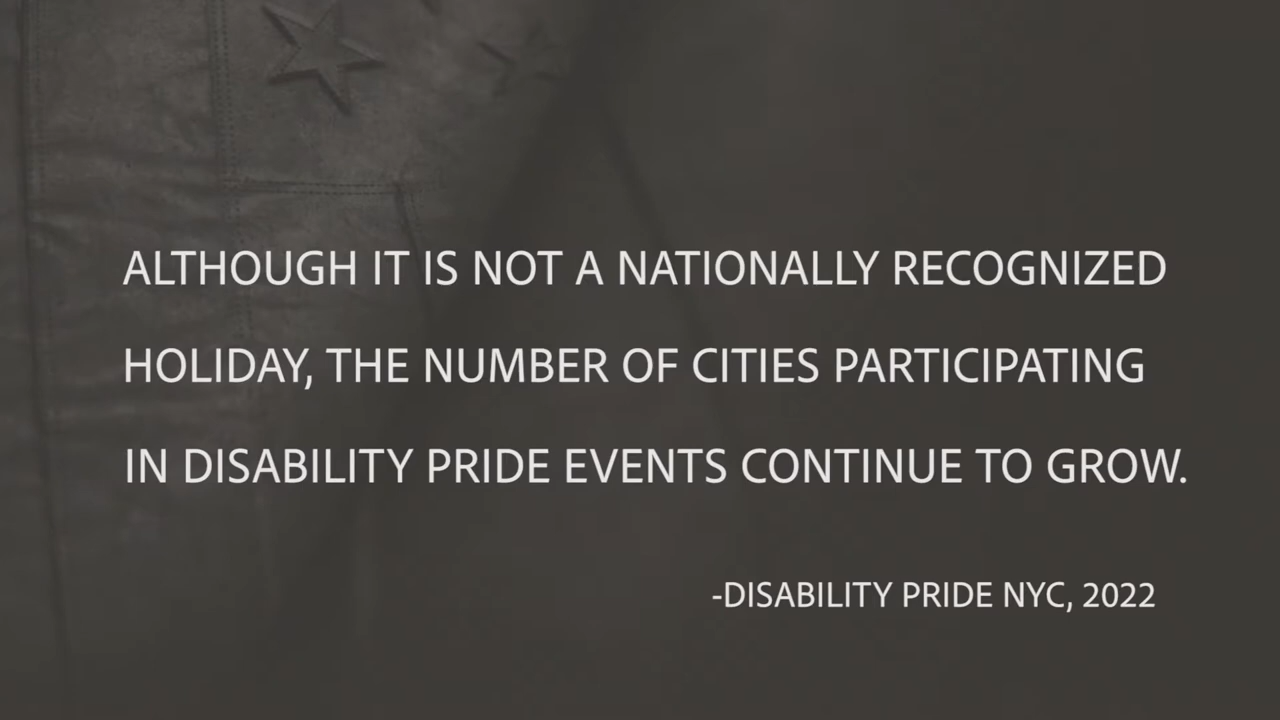 ALTHOUGH IT IS NOT A NATIONALLY RECOGNIZED
HOLIDAY, THE NUMBER OF CITIES PARTICIPATING
IN DISABILITY PRIDE EVENTS CONTINUE TO GROW.
-DISABILITY PRIDE NYC, 2022